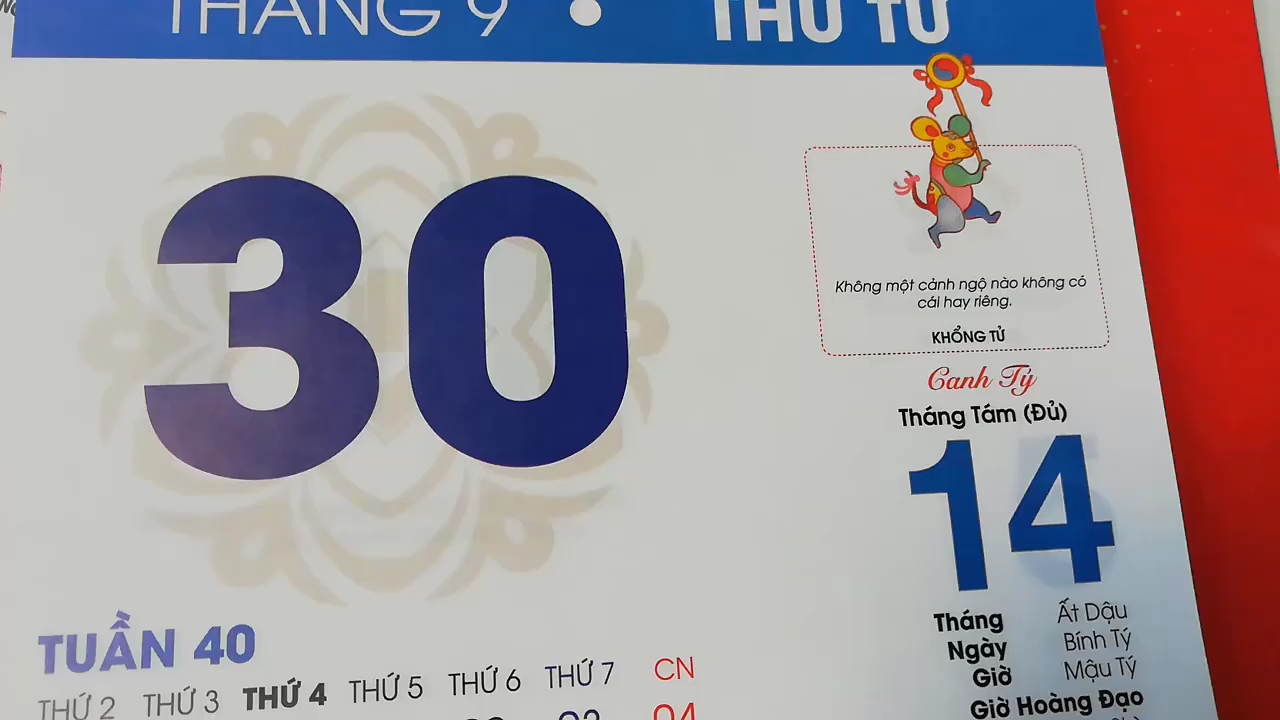 THÁNG 9 • THỨ TƯ
30
Không một cảnh ngộ nào không có
cái hay riêng.
KHỔNG TỬ
Canh Tý
Tháng Tám (Đủ)
14
Tháng Ất Dậu
Ngày Bính Tý
Giờ Mậu Tý
Giờ Hoàng Đạo
TUẦN 40
THỨ 2 THỨ 3 THỨ 4 THỨ 5 THỨ 6 THỨ 7 CN
03 04